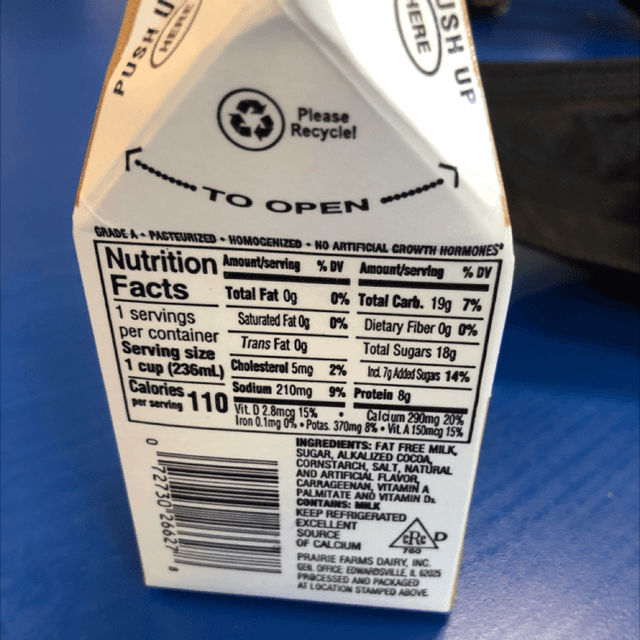 PUSH U
HERE
USH UP
HERE
Please
Recycle!
TO OPEN
GRADE A • PASTEURIZED • HOMOGENIZED • NO ARTIFICIAL GROWTH HORMONES*
Nutrition
Facts
1 servings
per container
Serving size
1 cup (236mL)
Calories 110
per serving
Amount/serving % DV
Total Fat 0g 0%
Saturated Fat 0g 0%
Trans Fat 0g
Cholesterol 5mg 2%
Sodium 210mg 9%
Amount/serving % DV
Total Carb. 19g 7%
Dietary Fiber 0g 0%
Total Sugars 18g
Incl. 7g Added Sugars 14%
Protein 8g
Vit. D 2.8mcg 15% • Calcium 290mg 20%
Iron 0.1mg 0% • Potas. 370mg 8% • Vit. A 150mcg 15%
INGREDIENTS: FAT FREE MILK,
SUGAR, ALKALIZED COCOA,
CORNSTARCH, SALT, NATURAL
AND ARTIFICIAL FLAVOR,
CARRAGEENAN, VITAMIN A
PALMITATE AND VITAMIN D3.
CONTAINS: MILK
KEEP REFRIGERATED
EXCELLENT
SOURCE
OF CALCIUM
CRC D
760
PRAIRIE FARMS DAIRY, INC.
GEN. OFFICE: EDWARDSVILLE, IL 62025
PROCESSED AND PACKAGED
AT LOCATION STAMPED ABOVE.
0 72730 26627 8